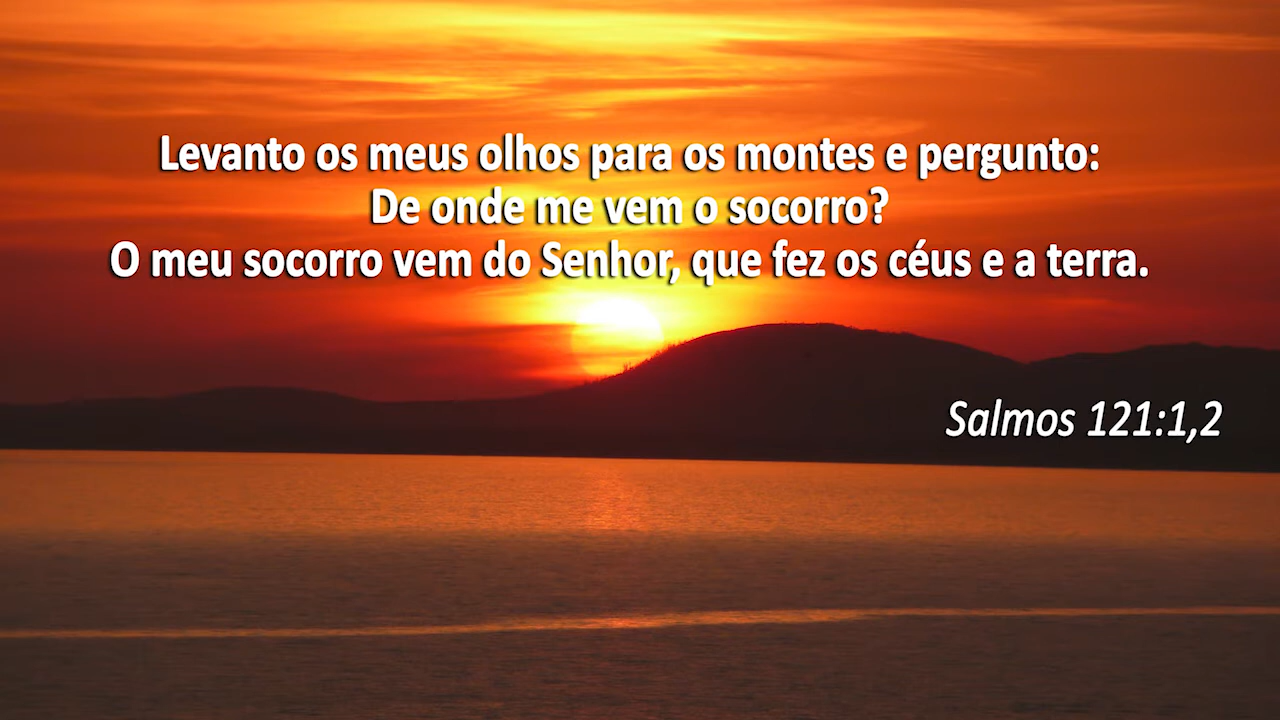 Levanto os meus olhos para os montes e pergunto:
De onde me vem o socorro?
O meu socorro vem do Senhor, que fez os céus e a terra.
Salmos 121:1,2